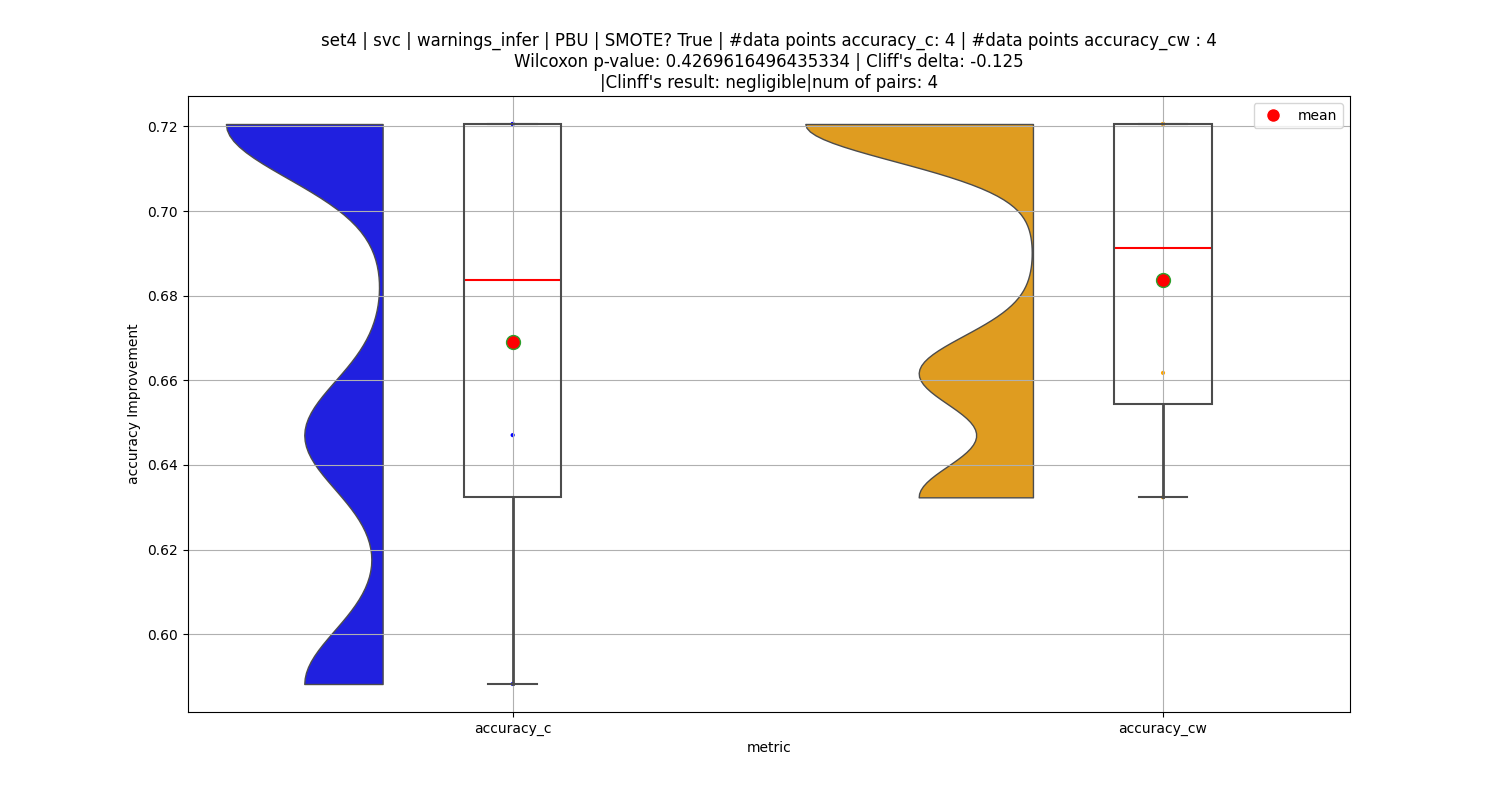 set4 | svc | warnings_infer | PBU | SMOTE? True | #data points accuracy_c: 4 | #data points accuracy_cw : 4
Wilcoxon p-value: 0.4269616496435334 | Cliff's delta: -0.125
|Clinff's result: negligible|num of pairs: 4
mean
0.72
0.70
0.68
0.66
0.64
0.62
0.60
accuracy Improvement
accuracy_c
accuracy_cw
metric